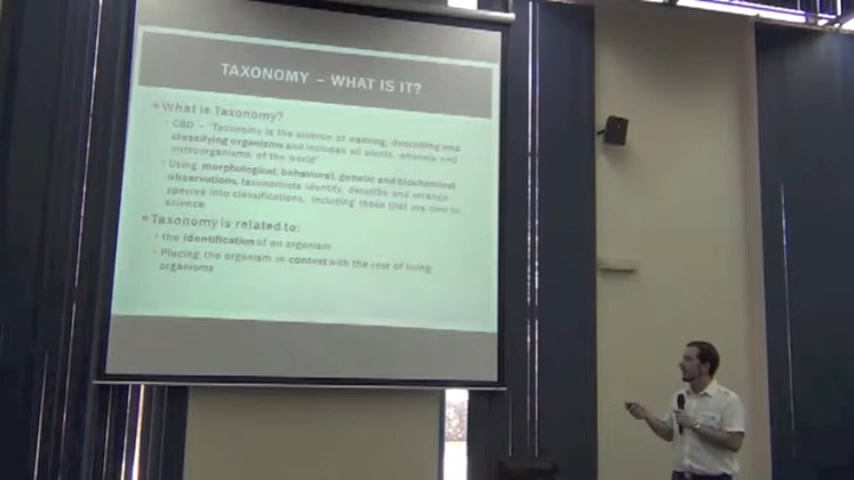 TAXONOMY – WHAT IS IT?
What is Taxonomy?
CBD – "Taxonomy is the science of naming, describing and
classifying organisms and includes all plants, animals and
microorganisms of the world"
Using morphological, behavioural, genetic and biochemical
observations, taxonomists identify, describe and arrange
species into classifications, including those that are new to
science
Taxonomy is related to:
the identification of an organism
Placing the organism in context with the rest of living
organisms